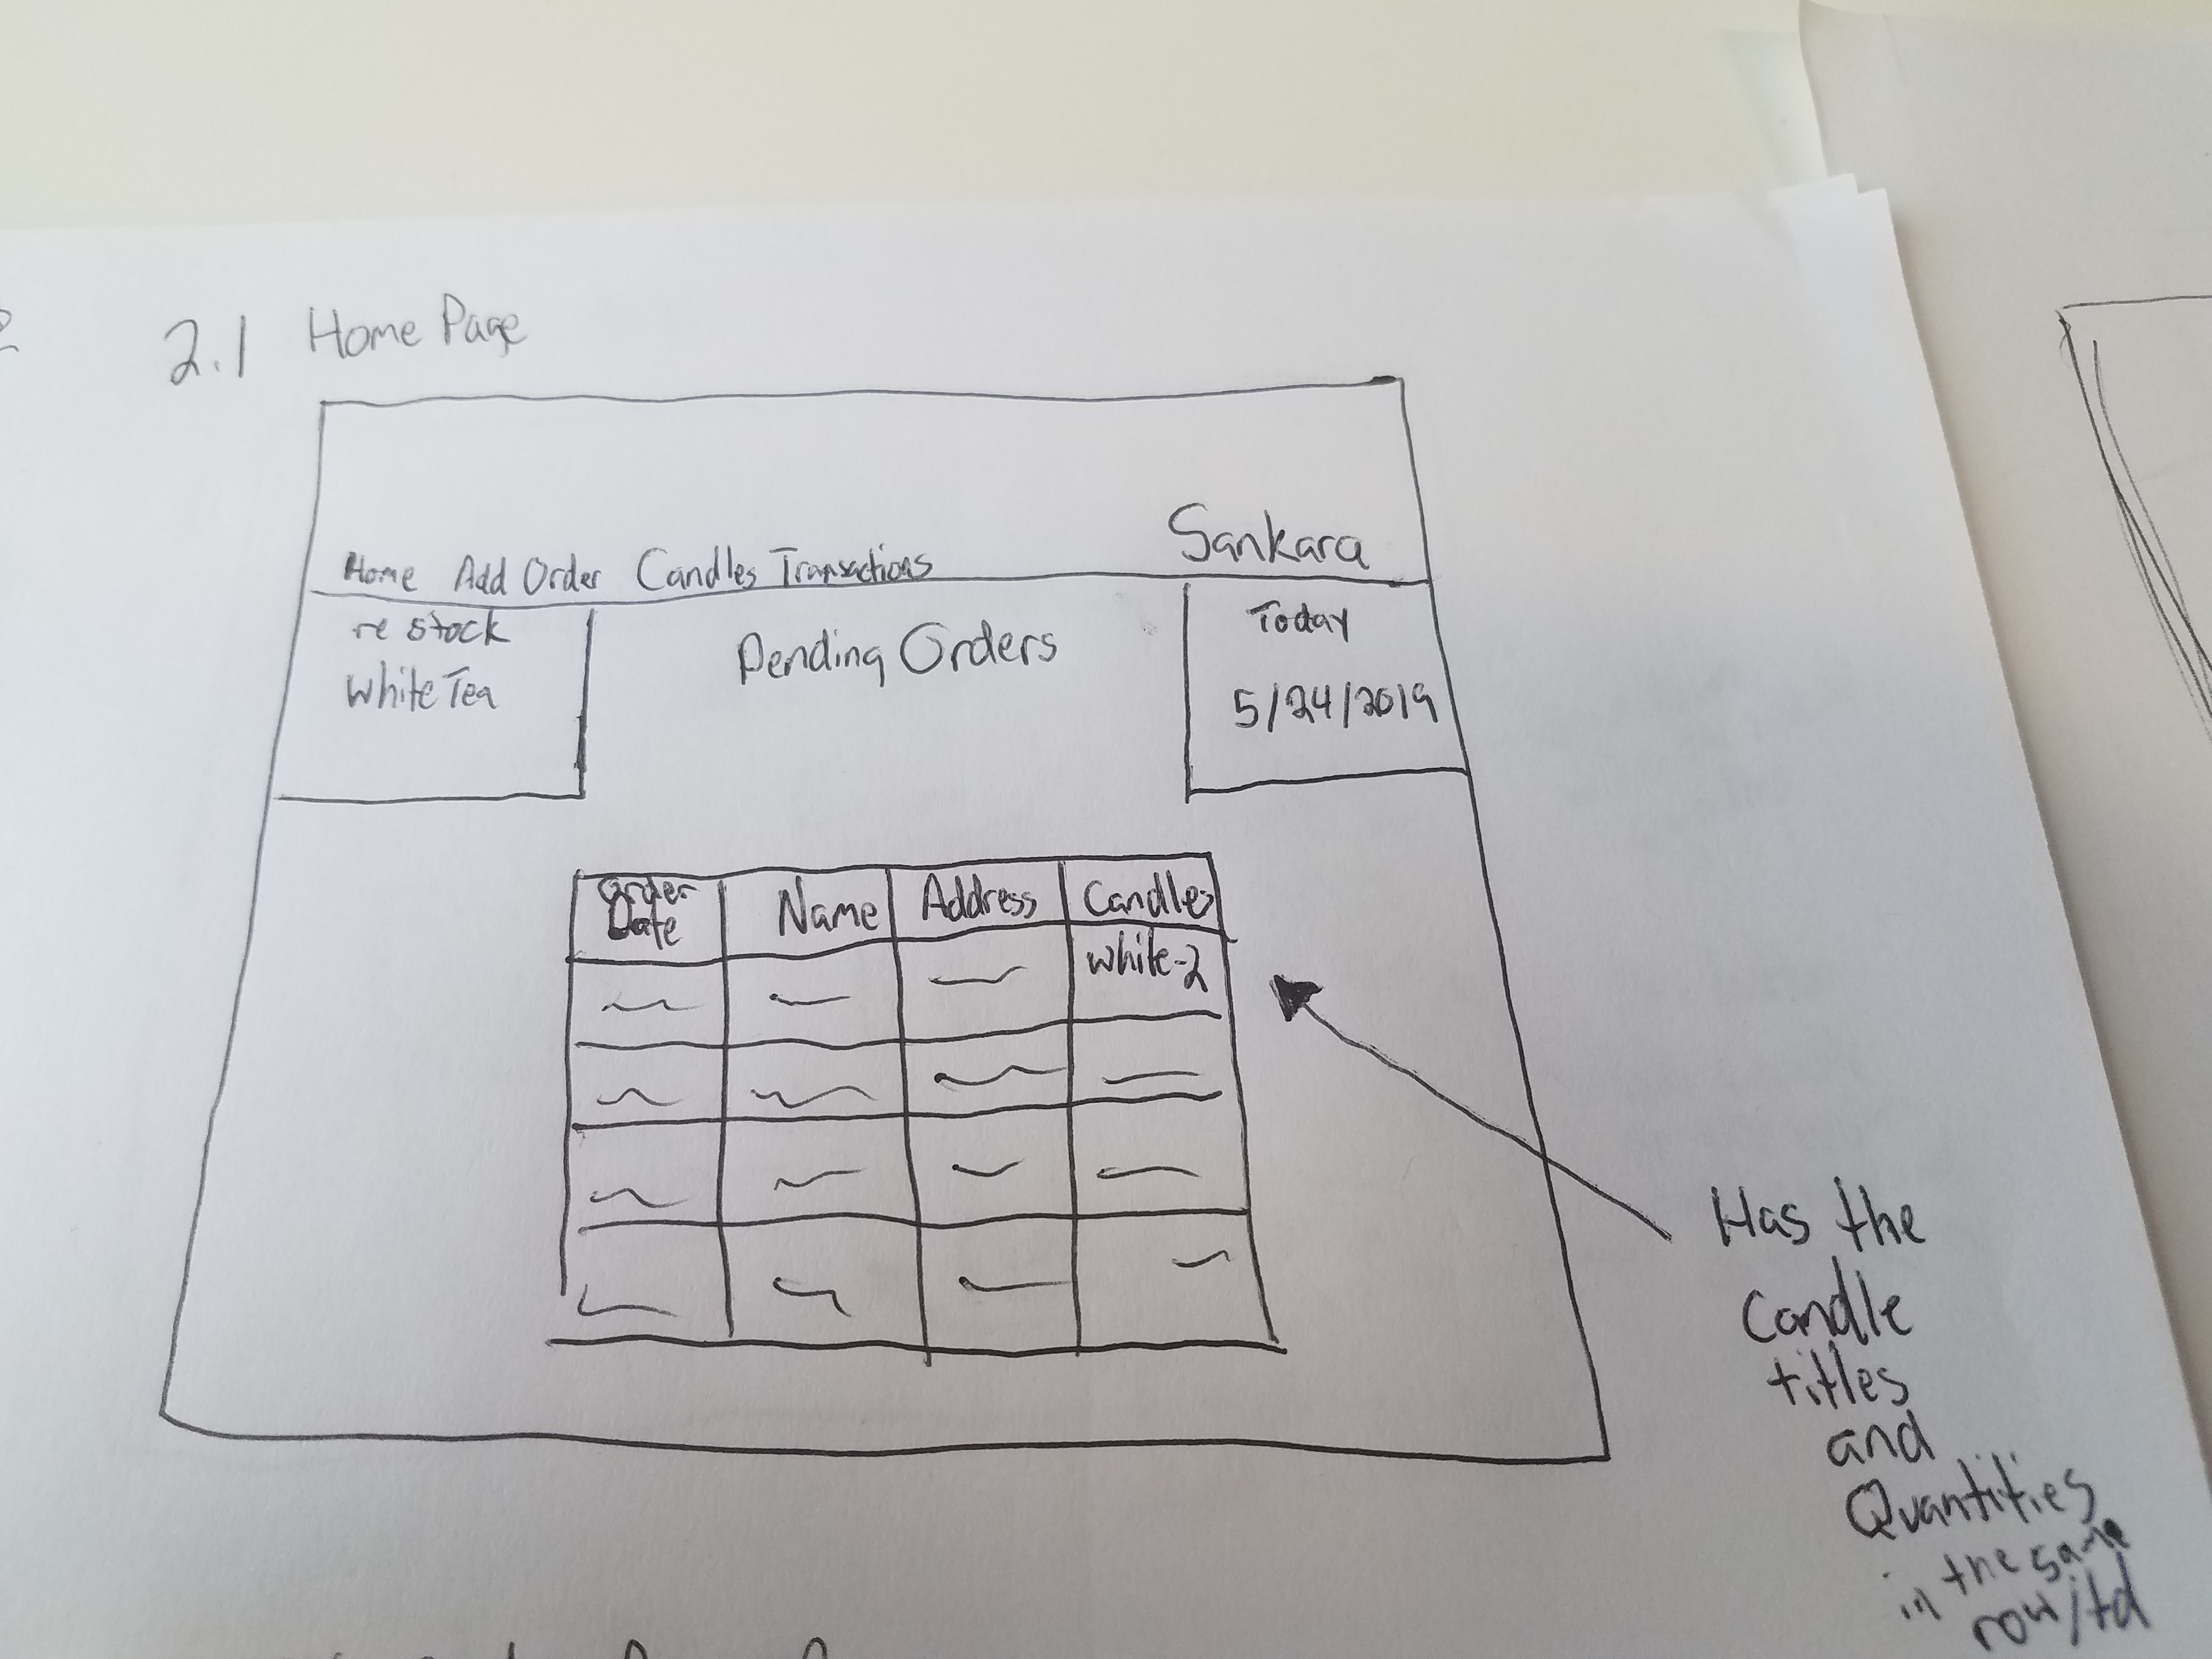 2.1 Home Page
Sankara
Home Add Order Candles Transactions
re stock
White Tea
Pending Orders
Today
5/24/2019
Order Date
Name
Address
Candles
White-2
Has the
Candle
titles
and
Quantities
in the same
row/td